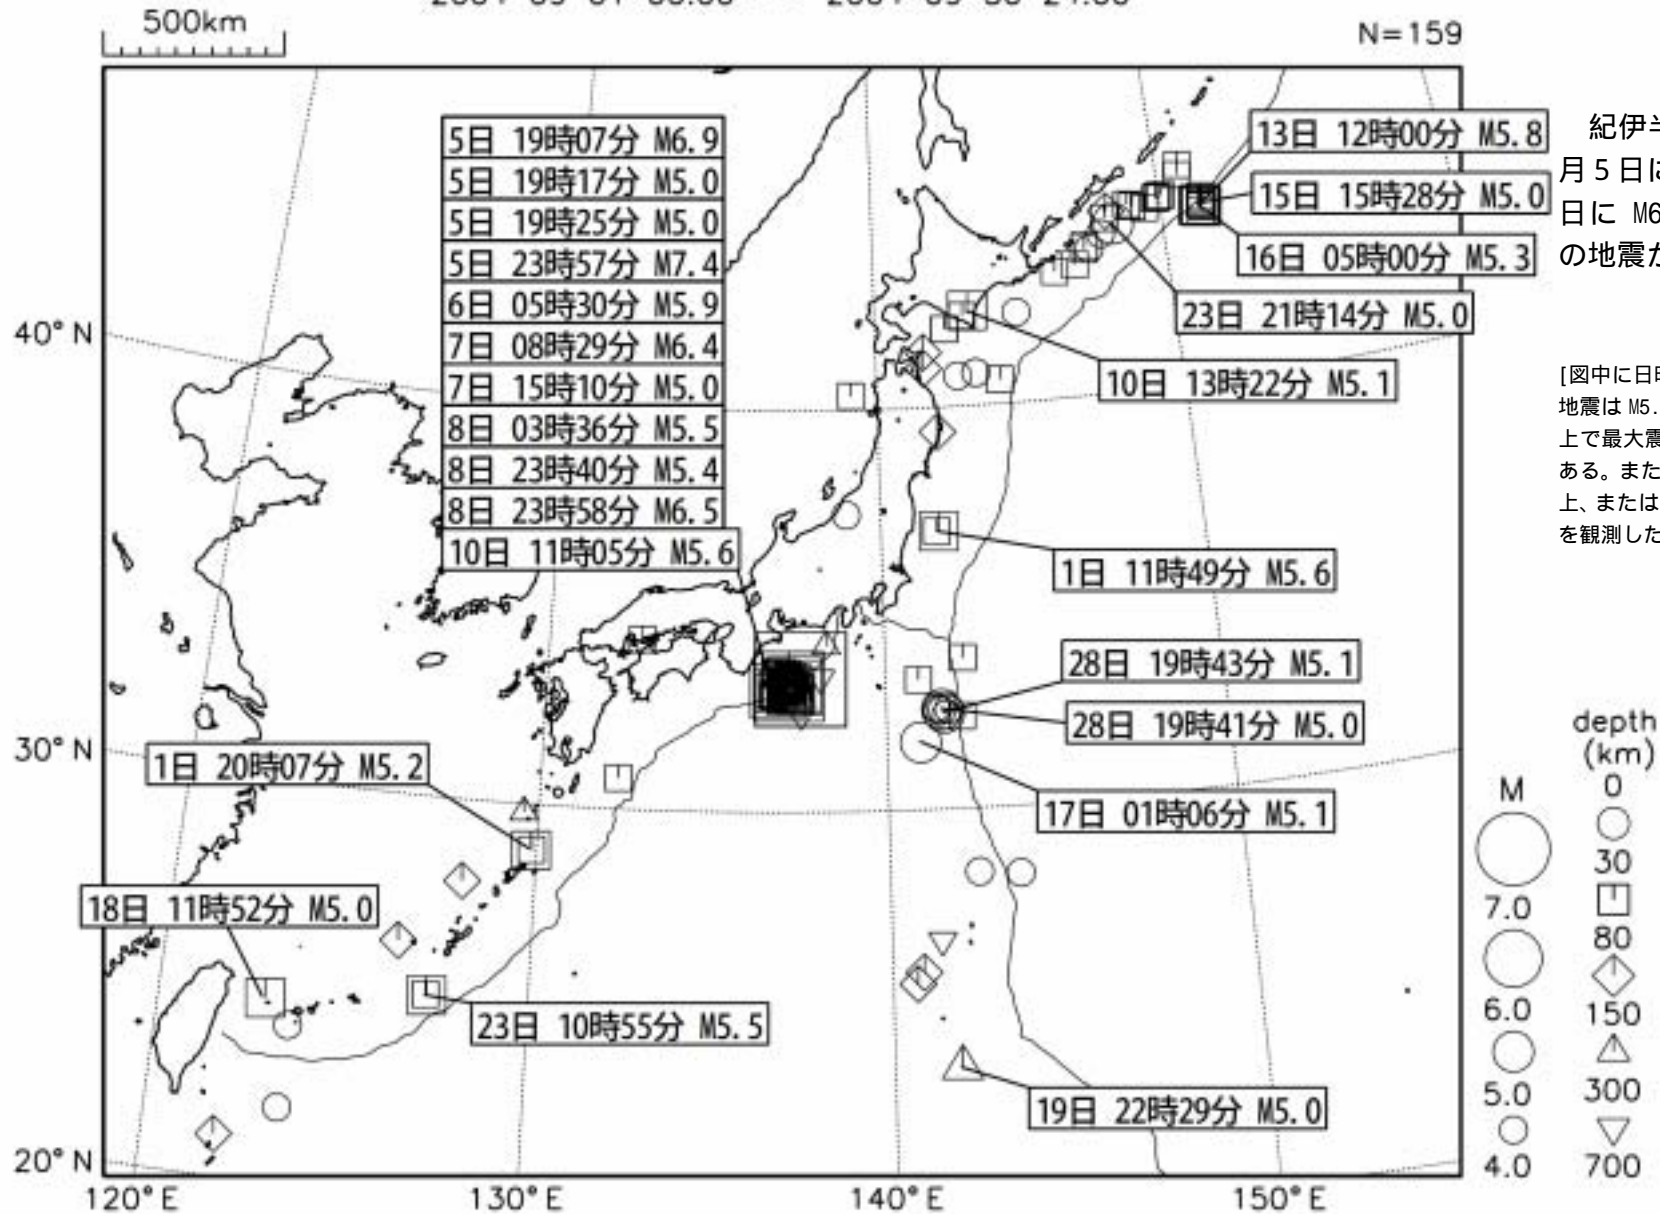 500km
N=159
5日 19時07分 M6.9
5日 19時17分 M5.0
5日 19時25分 M5.0
5日 23時57分 M7.4
6日 05時30分 M5.9
7日 08時29分 M6.4
7日 15時10分 M5.0
8日 03時36分 M5.5
8日 23時40分 M5.4
8日 23時58分 M6.5
10日 11時05分 M5.6
13日 12時00分 M5.8
15日 15時28分 M5.0
16日 05時00分 M5.3
23日 21時14分 M5.0
10日 13時22分 M5.1
1日 11時49分 M5.6
28日 19時43分 M5.1
28日 19時41分 M5.0
17日 01時06分 M5.1
1日 20時07分 M5.2
18日 11時52分 M5.0
23日 10時55分 M5.5
19日 22時29分 M5.0
40°N
30°N
20°N
120°E
130°E
140°E
150°E
紀伊
月5日に
日に M6
の地震が
[図中に日
地震は M5.
上で最大震
ある。また
上、または
を観測した
M
7.0
6.0
5.0
4.0
depth
(km)
0
30
80
150
300
700